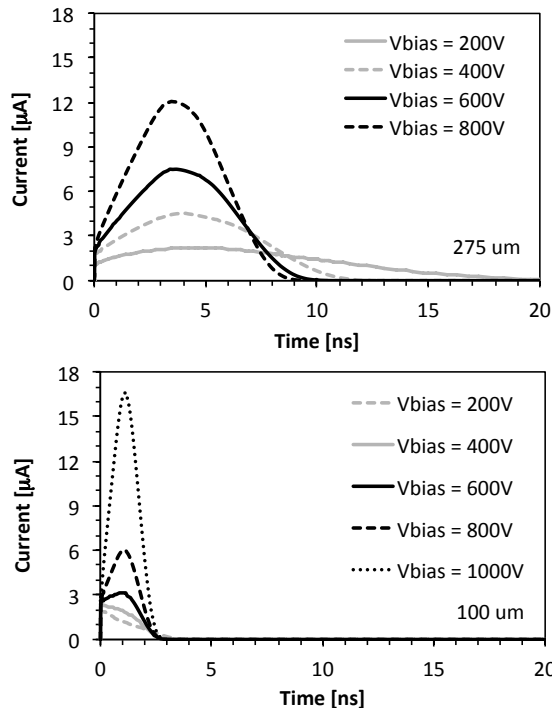 18
15
12
9
6
3
0
Current [μA]
Vbias = 200V
Vbias = 400V
Vbias = 600V
Vbias = 800V
275 um
0 5 10 15 20
Time [ns]
18
15
12
9
6
3
0
Current [μA]
Vbias = 200V
Vbias = 400V
Vbias = 600V
Vbias = 800V
Vbias = 1000V
100 um
0 5 10 15 20
Time [ns]